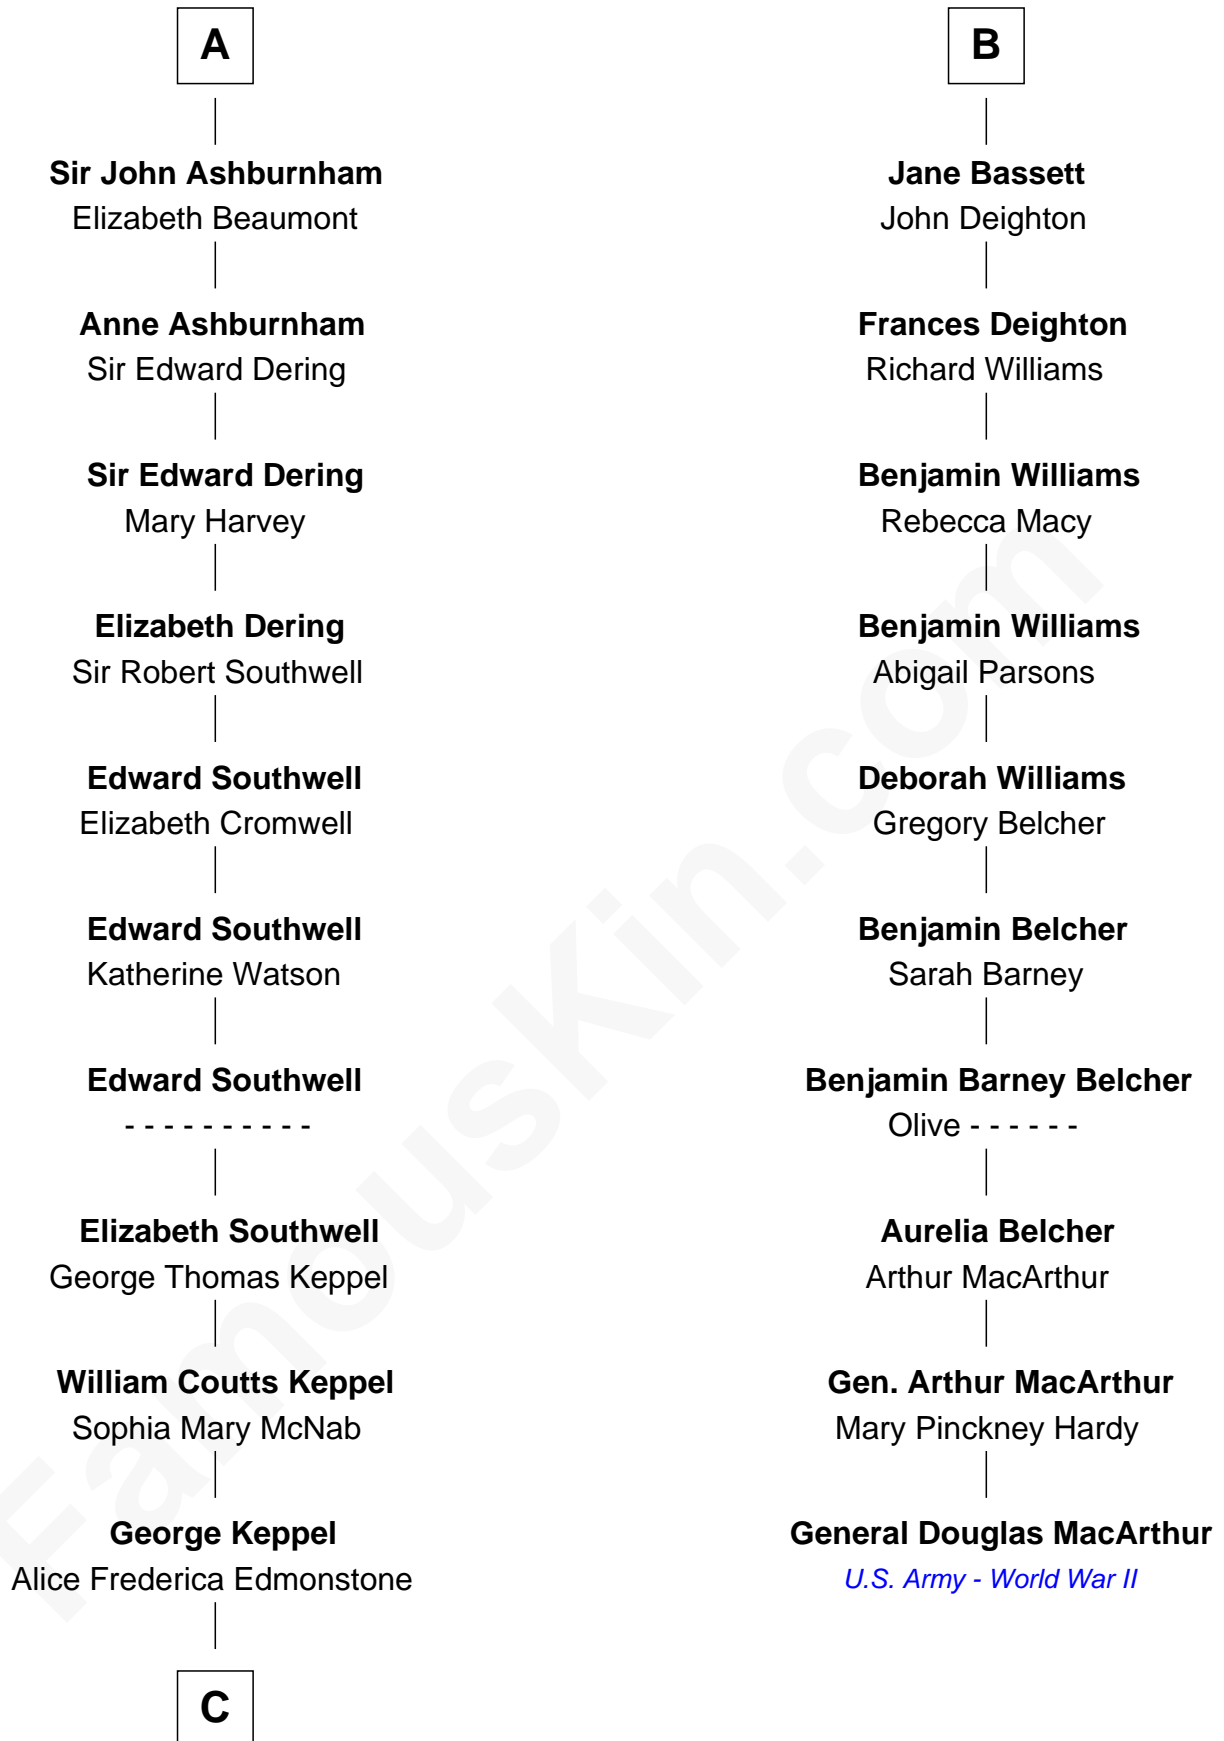 A
Sir John Ashburnham
Elizabeth Beaumont
Anne Ashburnham
Sir Edward Dering
Sir Edward Dering
Mary Harvey
Elizabeth Dering
Sir Robert Southwell
Edward Southwell
Elizabeth Cromwell
Edward Southwell
Katherine Watson
Edward Southwell
- - - - - - - - - -
Elizabeth Southwell
George Thomas Keppel
William Coutts Keppel
Sophia Mary McNab
George Keppel
Alice Frederica Edmonstone
C
B
Jane Bassett
John Deighton
Frances Deighton
Richard Williams
Benjamin Williams
Rebecca Macy
Benjamin Williams
Abigail Parsons
Deborah Williams
Gregory Belcher
Benjamin Belcher
Sarah Barney
Benjamin Barney Belcher
Olive - - - - - -
Aurelia Belcher
Arthur MacArthur
Gen. Arthur MacArthur
Mary Pinckney Hardy
General Douglas MacArthur
U.S. Army - World War II
FamousKin.com